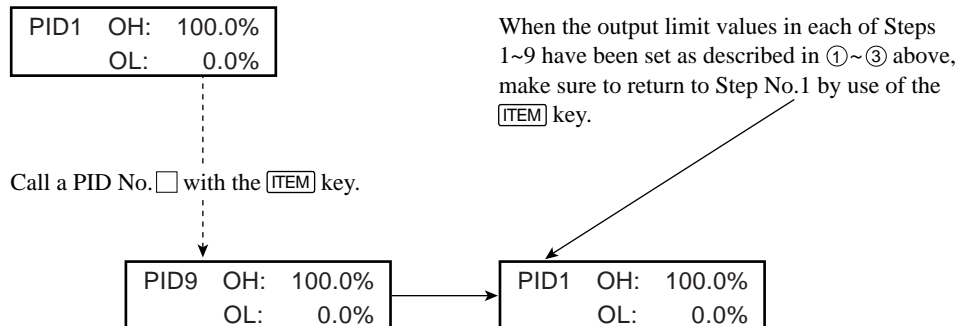 PID1 OH: 100.0%
OL: 0.0%
When the output limit values in each of Steps
1~9 have been set as described in ①~③ above,
make sure to return to Step No.1 by use of the
ITEM key.
Call a PID No.□ with the ITEM key.
PID9 OH: 100.0%
OL: 0.0%
PID1 OH: 100.0%
OL: 0.0%